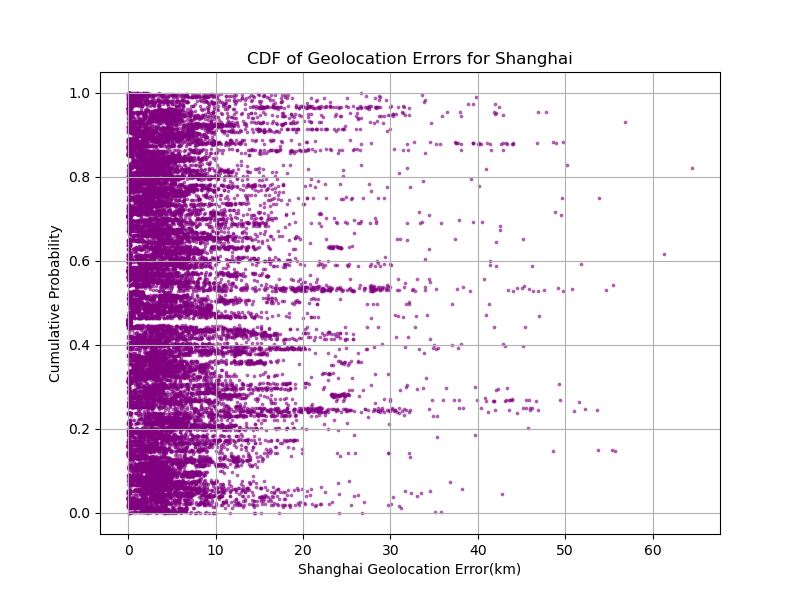 CDF of Geolocation Errors for Shanghai
Cumulative Probability
1.0
0.8
0.6
0.4
0.2
0.0
0 10 20 30 40 50 60
Shanghai Geolocation Error(km)